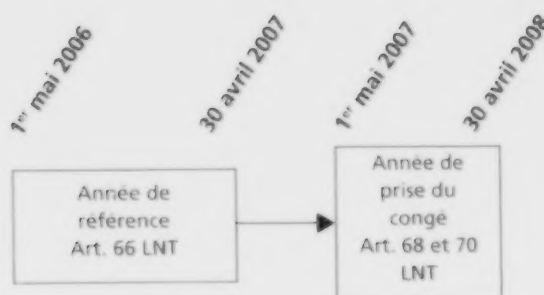 1er mai 2006
30 avril 2007
1er mai 2007
30 avril 2008
Année de
référence
Art. 66 LNT
Année de
prise du
congé
Art. 68 et 70
LNT